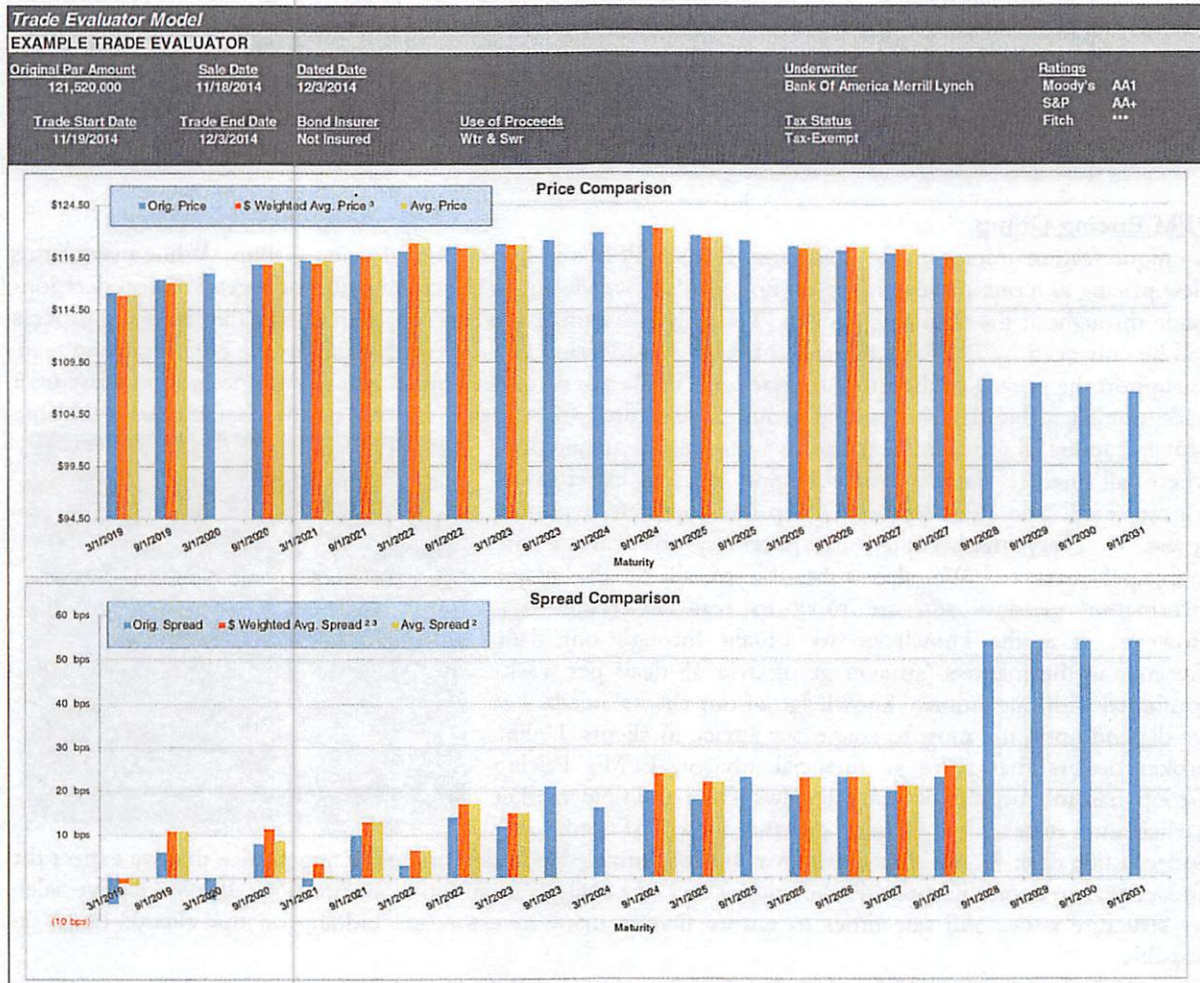 Trade Evaluator Model
EXAMPLE TRADE EVALUATOR
Original Par Amount Sale Date Dated Date Underwriter Ratings
121,520,000 11/18/2014 12/3/2014 Bank Of America Merrill Lynch Moody's AA1
S&P AA+
Trade Start Date Trade End Date Bond Insurer Use of Proceeds Tax Status Fitch ***
11/19/2014 12/3/2014 Not Insured Wtr & Swr Tax-Exempt
Price Comparison
Orig. Price $ Weighted Avg. Price ³ Avg. Price
$124.50
$119.50
$114.50
$109.50
$104.50
$99.50
$94.50
3/1/2019 9/1/2019 3/1/2020 9/1/2020 3/1/2021 9/1/2021 3/1/2022 9/1/2022 3/1/2023 9/1/2023 3/1/2024 9/1/2024 3/1/2025 9/1/2025 3/1/2026 9/1/2026 3/1/2027 9/1/2027 9/1/2028 9/1/2029 9/1/2030 9/1/2031
Maturity
Spread Comparison
Orig. Spread $ Weighted Avg. Spread ² ³ Avg. Spread ²
60 bps
50 bps
40 bps
30 bps
20 bps
10 bps
3/1/2019 9/1/2019 3/1/2020 9/1/2020 3/1/2021 9/1/2021 3/1/2022 9/1/2022 3/1/2023 9/1/2023 3/1/2024 9/1/2024 3/1/2025 9/1/2025 3/1/2026 9/1/2026 3/1/2027 9/1/2027 9/1/2028 9/1/2029 9/1/2030 9/1/2031
(10 bps)
Maturity